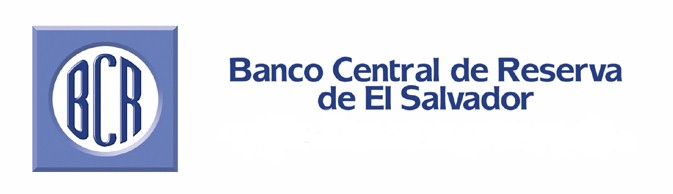 BCR
Banco Central de Reserva
de El Salvador